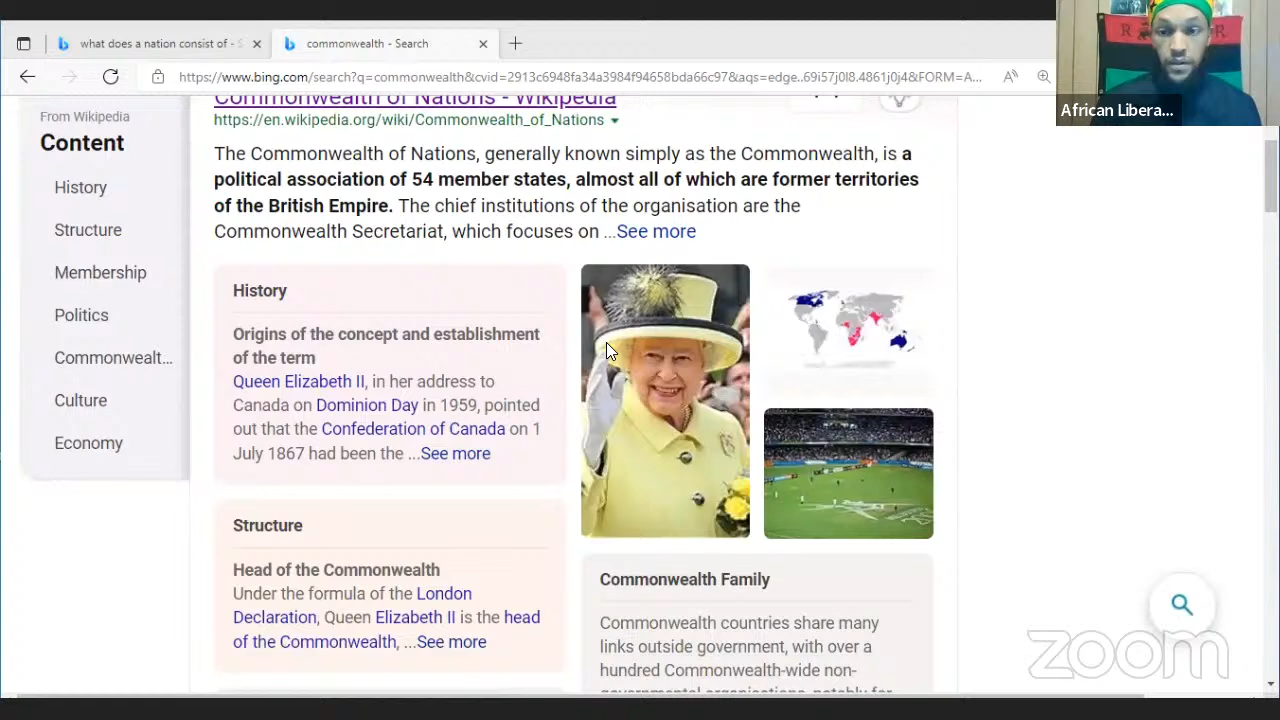 what does a nation consist of - S
commonwealth - Search
https://www.bing.com/search?q=commonwealth&cvid=2913c6948fa34a3984f94658bda66c97&aqs=edge..69i57j0l8.4861j0j4&FORM=A...
R R
African Libera...
From Wikipedia
Content
History
Structure
Membership
Politics
Commonwealt...
Culture
Economy
Commonwealth of Nations - Wikipedia
https://en.wikipedia.org/wiki/Commonwealth_of_Nations
The Commonwealth of Nations, generally known simply as the Commonwealth, is a
political association of 54 member states, almost all of which are former territories
of the British Empire. The chief institutions of the organisation are the
Commonwealth Secretariat, which focuses on ...See more
History
Origins of the concept and establishment
of the term
Queen Elizabeth II, in her address to
Canada on Dominion Day in 1959, pointed
out that the Confederation of Canada on 1
July 1867 had been the ...See more
Structure
Head of the Commonwealth
Under the formula of the London
Declaration, Queen Elizabeth II is the head
of the Commonwealth, ...See more
Commonwealth Family
Commonwealth countries share many
links outside government, with over a
hundred Commonwealth-wide non-
governmental organisations, notably for
zoom